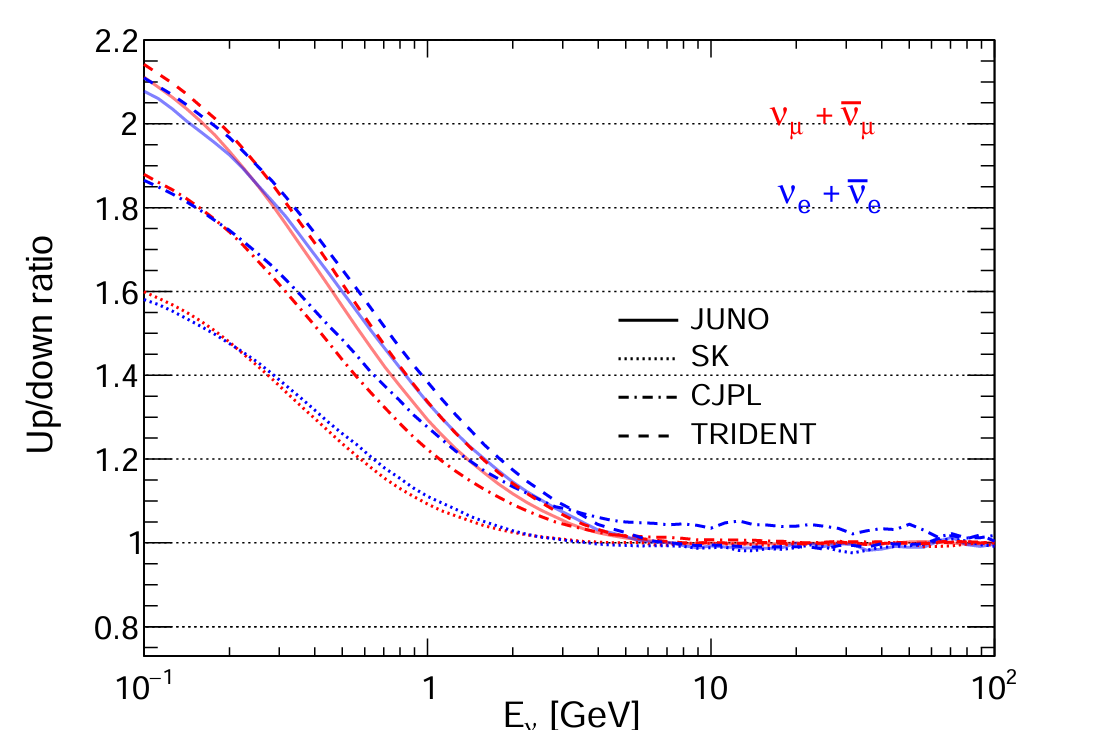 2.2
2
1.8
1.6
1.4
1.2
1
0.8
Up/down ratio
νμ + ν̅μ
νe + ν̅e
JUNO
SK
CJPL
TRIDENT
10⁻¹ 1 10 10²
Eν [GeV]